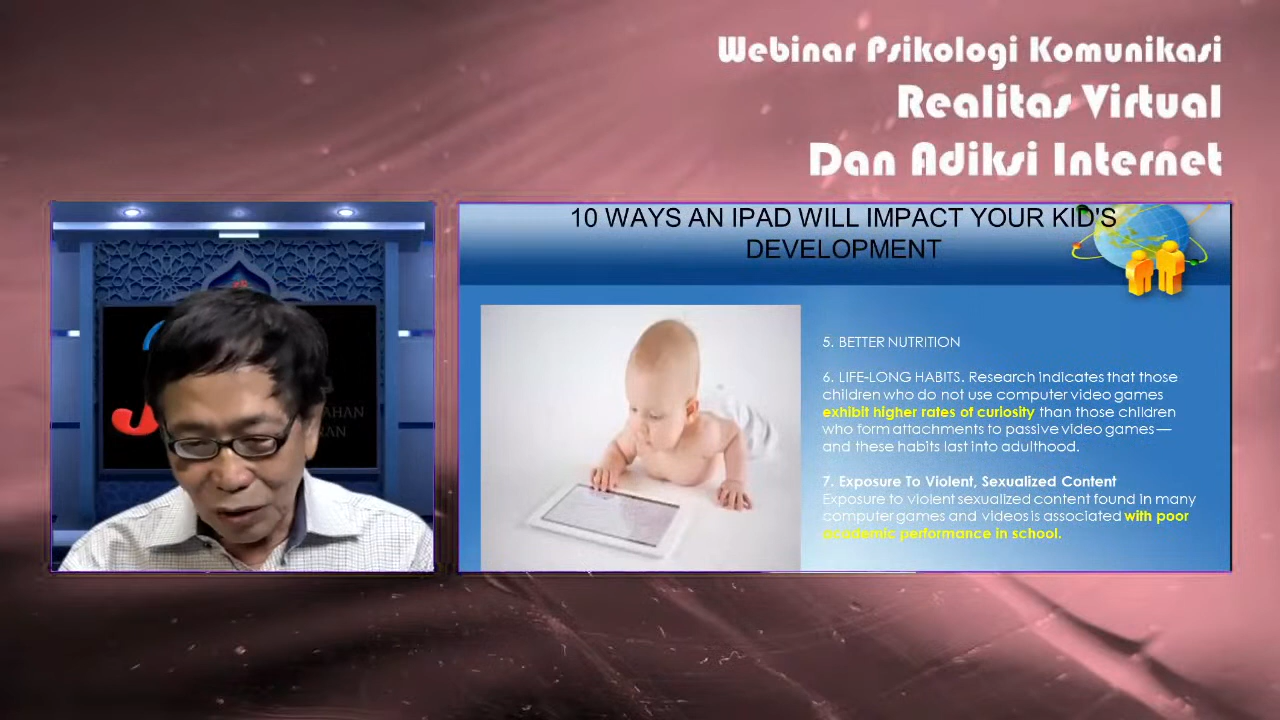 Webinar Psikologi Komunikasi
Realitas Virtual
Dan Adiksi Internet
10 WAYS AN IPAD WILL IMPACT YOUR KID'S
DEVELOPMENT
5. BETTER NUTRITION
6. LIFE-LONG HABITS. Research indicates that those
children who do not use computer video games
exhibit higher rates of curiosity than those children
who form attachments to passive video games—
and these habits last into adulthood.
7. Exposure To Violent, Sexualized Content
Exposure to violent sexualized content found in many
computer games and videos is associated with poor
academic performance in school.